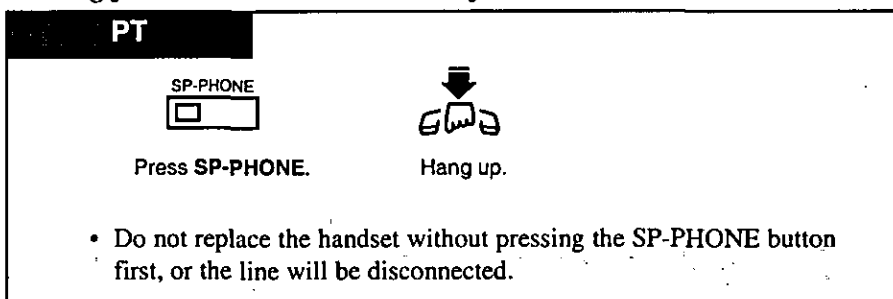 PT
SP-PHONE
Press SP-PHONE.
Hang up.
• Do not replace the handset without pressing the SP-PHONE button
first, or the line will be disconnected.